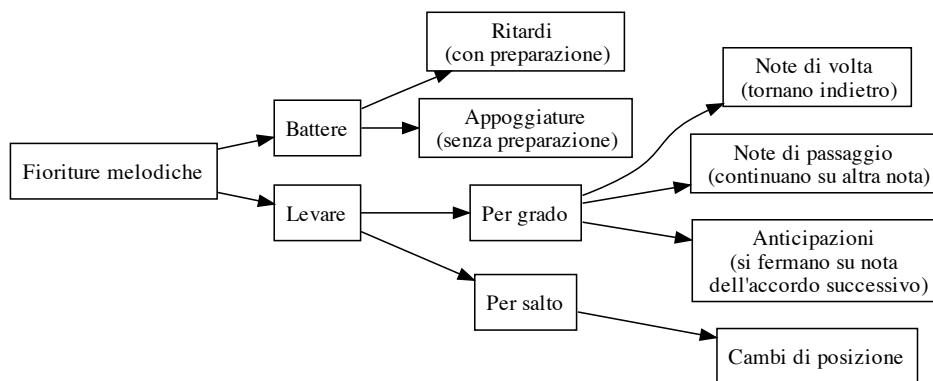 Fioriture melodiche
Battere
Levare
Ritardi
(con preparazione)
Appoggiature
(senza preparazione)
Per grado
Per salto
Note di volta
(tornano indietro)
Note di passaggio
(continuano su altra nota)
Anticipazioni
(si fermano su nota
dell'accordo successivo)
Cambi di posizione